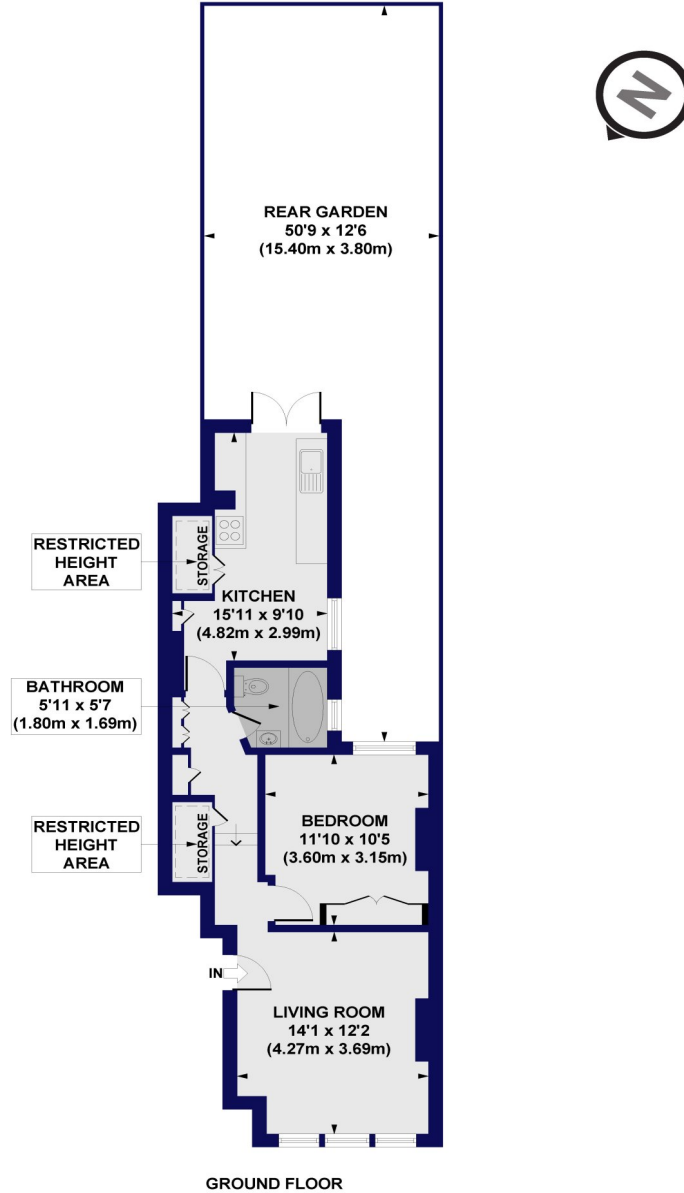 N
REAR GARDEN
50'9 x 12'6
(15.40m x 3.80m)
RESTRICTED
HEIGHT
AREA
STORAGE
KITCHEN
15'11 x 9'10
(4.82m x 2.99m)
BATHROOM
5'11 x 5'7
(1.80m x 1.69m)
RESTRICTED
HEIGHT
AREA
STORAGE
BEDROOM
11'10 x 10'5
(3.60m x 3.15m)
IN
LIVING ROOM
14'1 x 12'2
(4.27m x 3.69m)
GROUND FLOOR